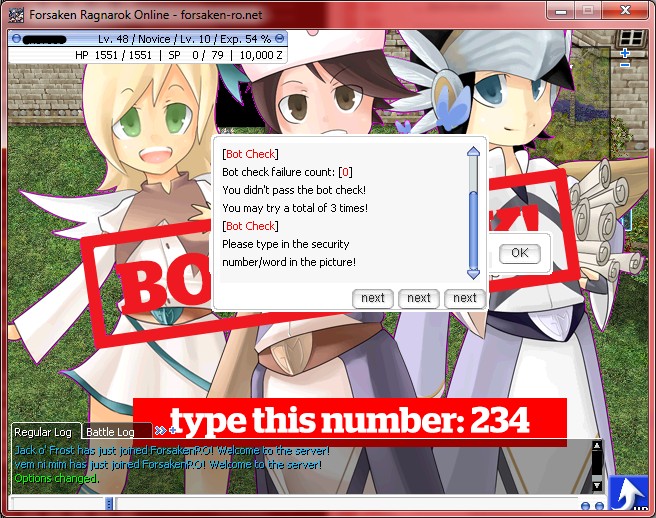 Forsaken Ragnarok Online - forsaken-ro.net
Lv. 48 / Novice / Lv. 10 / Exp. 54 %
HP 1551 / 1551 | SP 0 / 79 | 10,000 Z
[Bot Check]
Bot check failure count: [0]
You didn't pass the bot check!
You may try a total of 3 times!
[Bot Check]
Please type in the security
number/word in the picture!
OK
next next next
BO
type this number: 234
Regular Log Battle Log
Jack o' Frost has just joined ForsakenRO! Welcome to the server!
yem ni mim has just joined ForsakenRO! Welcome to the server!
Options changed.